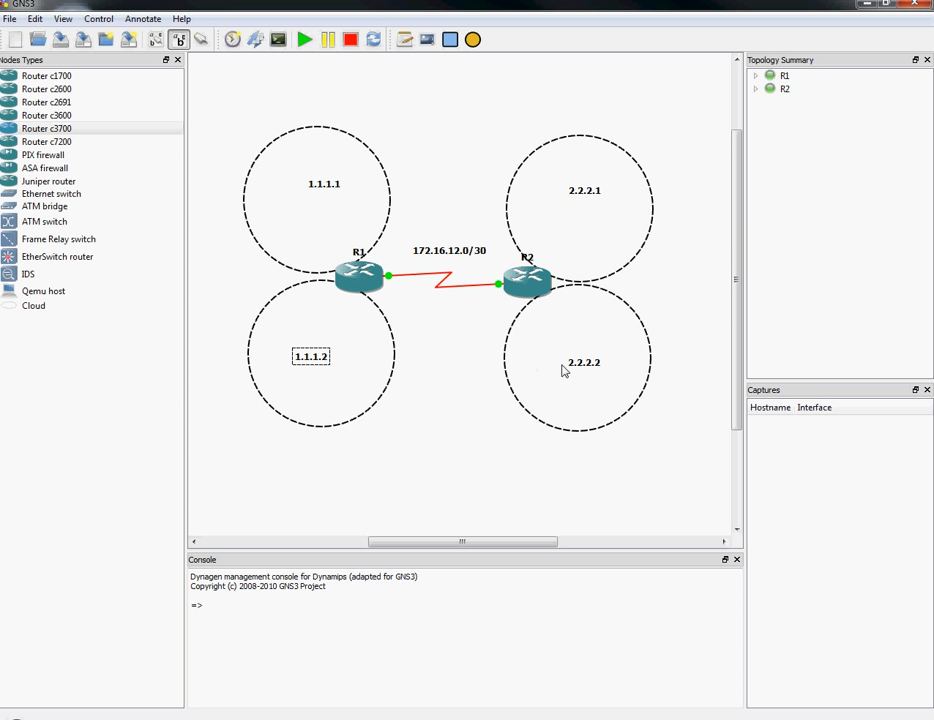 GNS3
File Edit View Control Annotate Help
Nodes Types
Router c1700
Router c2600
Router c2691
Router c3600
Router c3700
Router c7200
PIX firewall
ASA firewall
Juniper router
Ethernet switch
ATM bridge
ATM switch
Frame Relay switch
EtherSwitch router
IDS
Qemu host
Cloud
1.1.1.1
2.2.2.1
172.16.12.0/30
R1
R2
1.1.1.2
2.2.2.2
Topology Summary
R1
R2
Captures
Hostname Interface
Console
Dynagen management console for Dynamips (adapted for GNS3)
Copyright (c) 2008-2010 GNS3 Project
=>